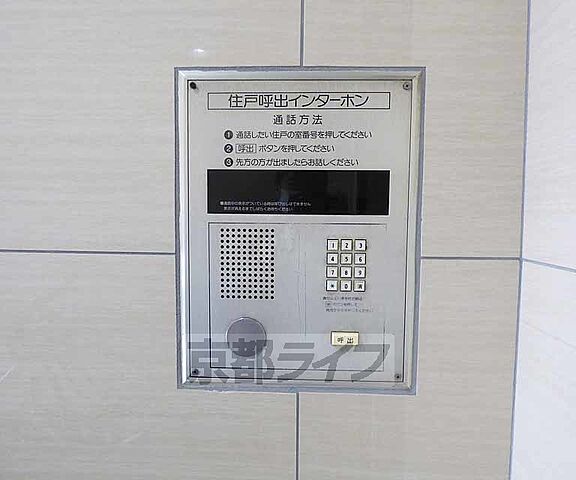 住戸呼出インターホン
通話方法
❶ 通話したい住戸の室番号を押してください
❷ 呼出 ボタンを押してください
❸ 先方の方が出ましたらお話しください
1 2 3
4 5 6
7 8 9
0
呼出
京都ライフ